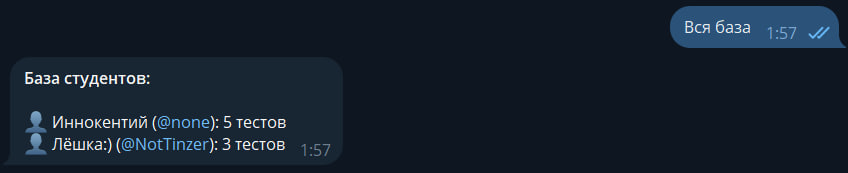 Вся база 1:57
База студентов:
👤 Иннокентий (@none): 5 тестов
👤 Лёшка:) (@NotTinzer): 3 тестов 1:57